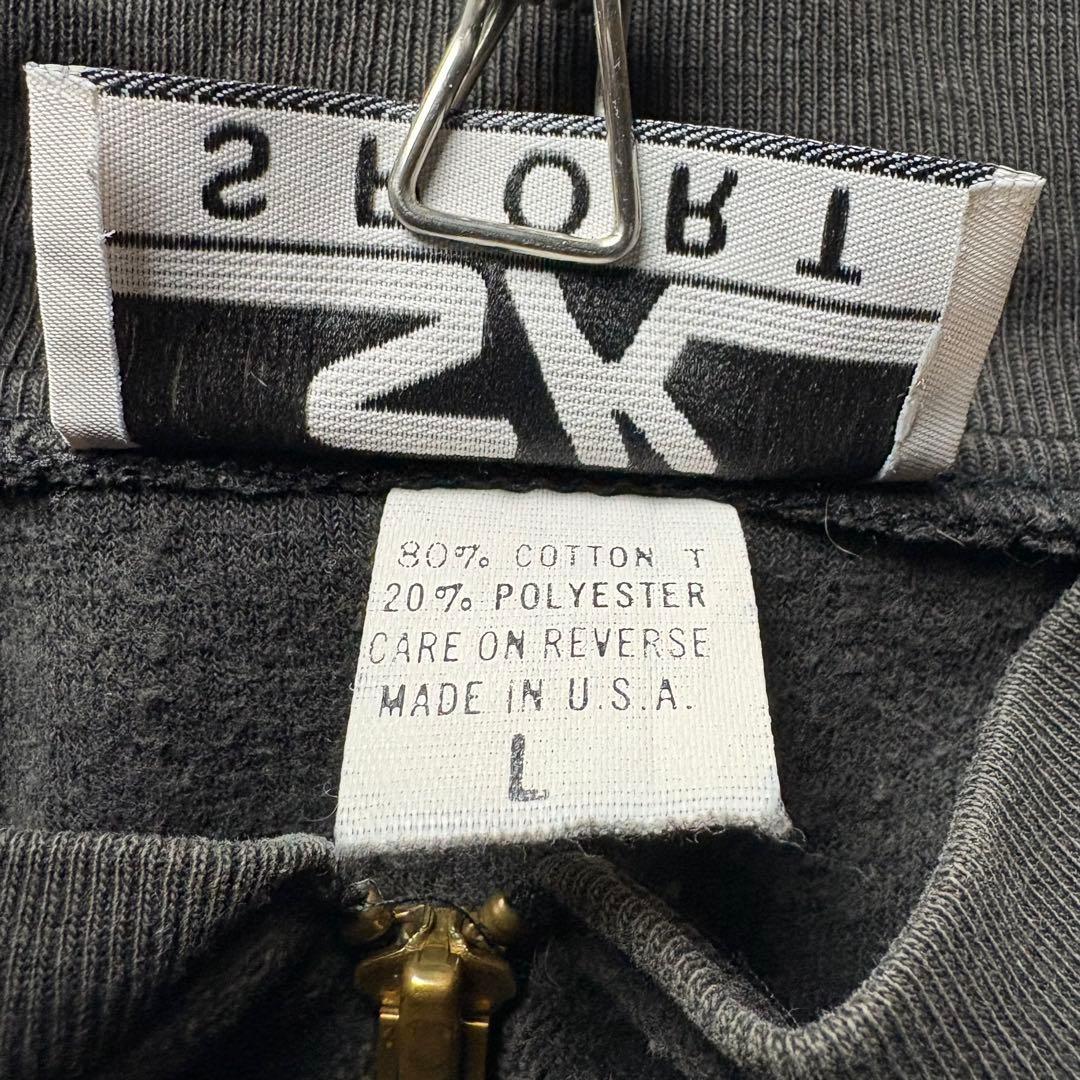 SPORT
80% COTTON T
20% POLYESTER
CARE ON REVERSE
MADE IN U.S.A.
L